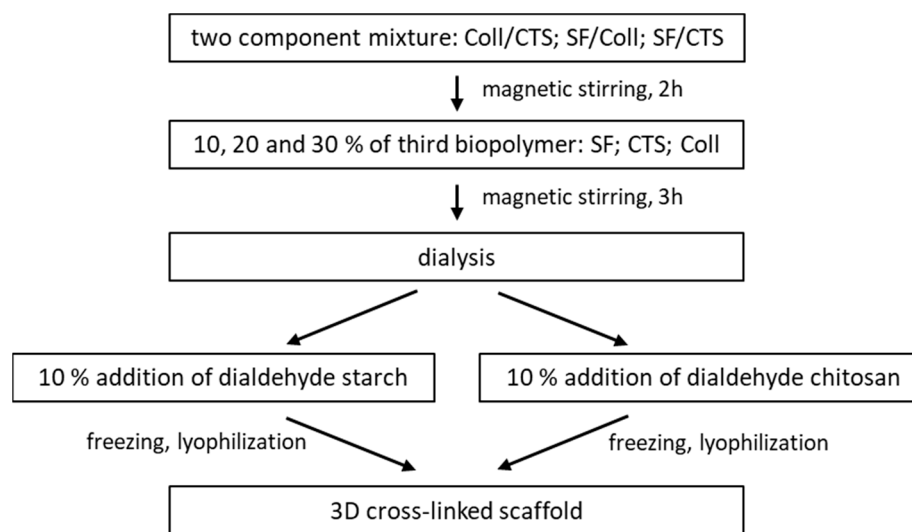 two component mixture: Coll/CTS; SF/Coll; SF/CTS
magnetic stirring, 2h
10, 20 and 30 % of third biopolymer: SF; CTS; Coll
magnetic stirring, 3h
dialysis
10 % addition of dialdehyde starch
10 % addition of dialdehyde chitosan
freezing, lyophilization
freezing, lyophilization
3D cross-linked scaffold